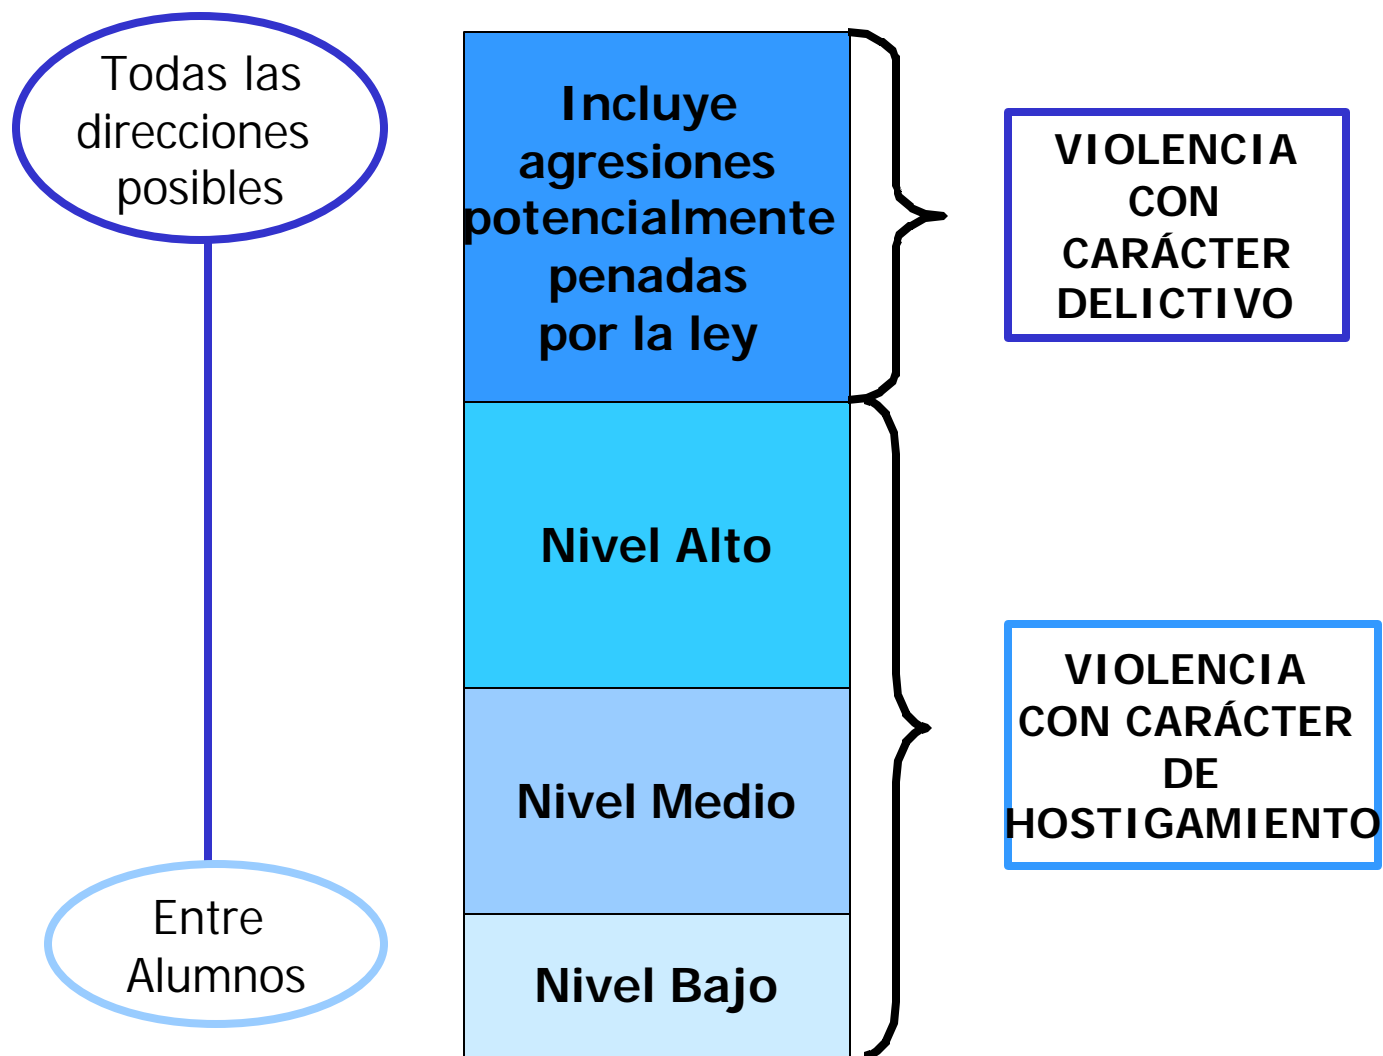 Todas las
direcciones
posibles
Incluye
agresiones
potencialmente
penadas
por la ley
VIOLENCIA
CON
CARÁCTER
DELICTIVO
Nivel Alto
VIOLENCIA
CON CARÁCTER
DE
HOSTIGAMIENTO
Nivel Medio
Entre
Alumnos
Nivel Bajo